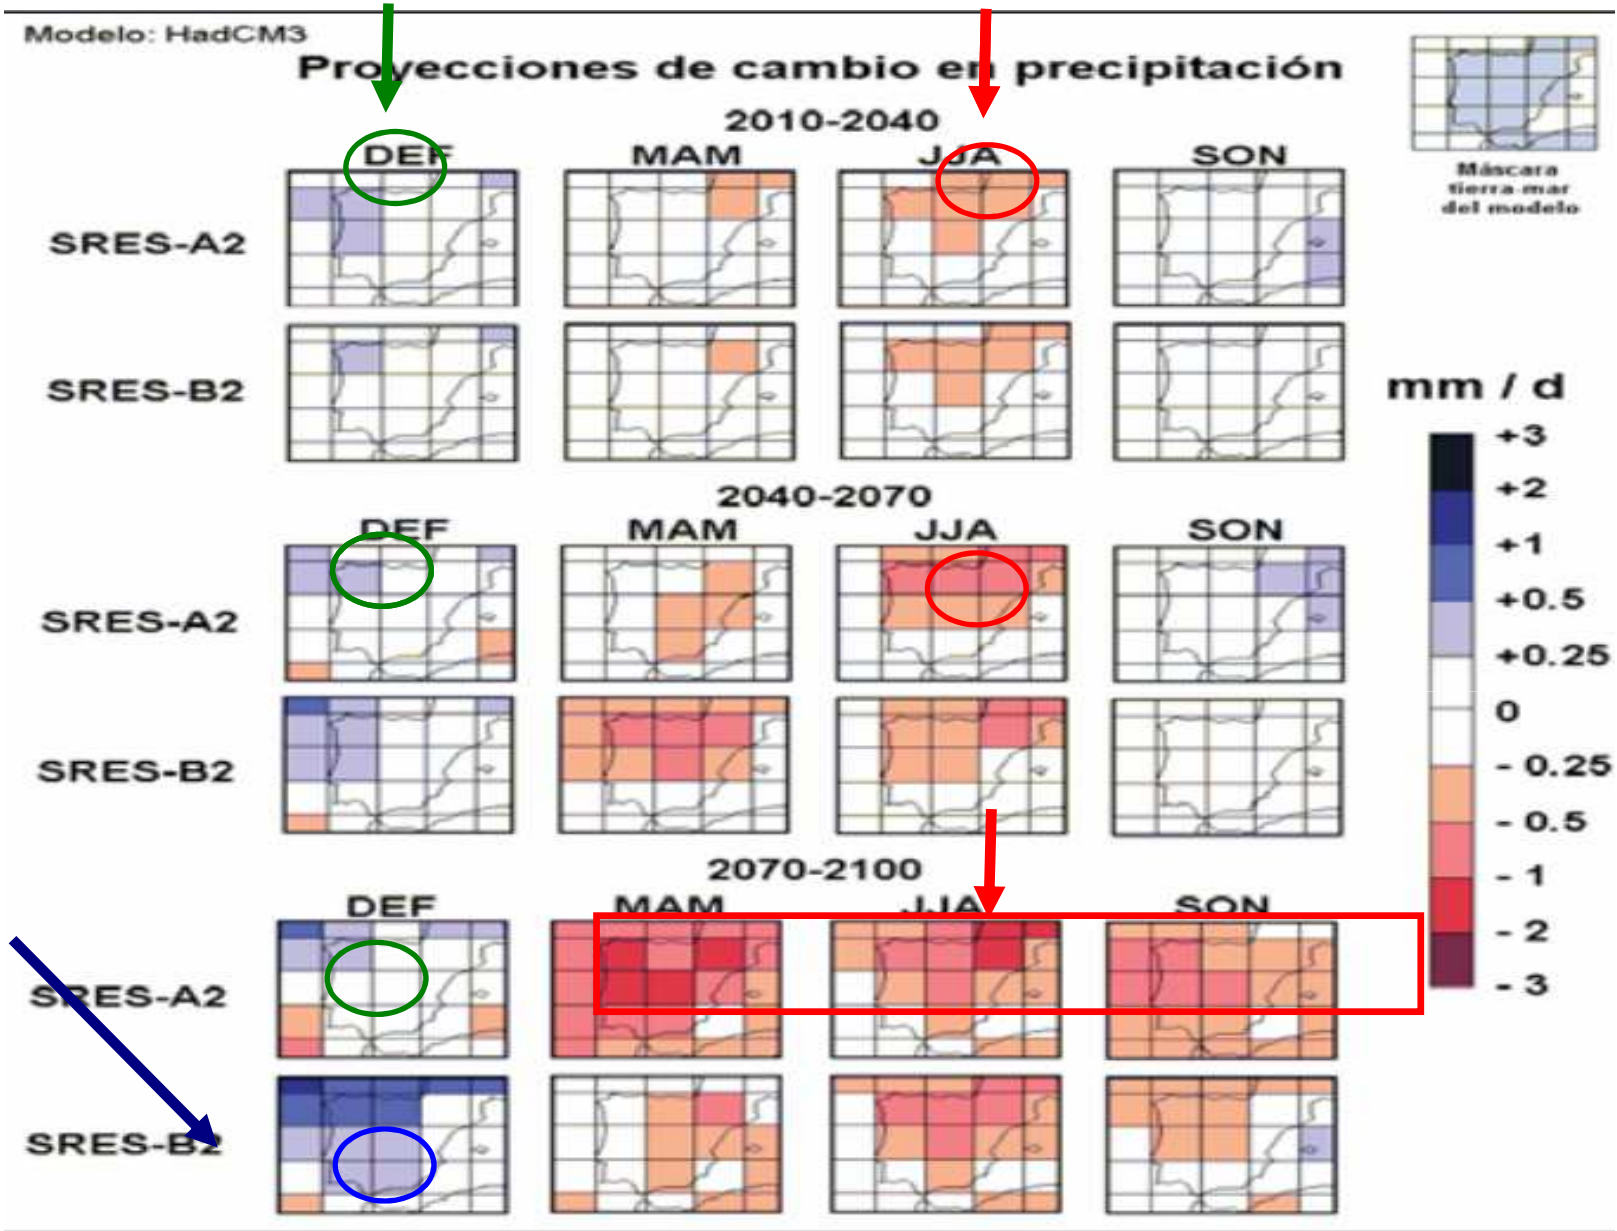 Modelo: HadCM3
Proyecciones de cambio en precipitación
2010-2040
DEF MAM JJA SON
Máscara
tierra-mar
del modelo
SRES-A2
SRES-B2
mm / d
+3
+2
+1
+0.5
+0.25
0
- 0.25
- 0.5
- 1
- 2
- 3
2040-2070
DEF MAM JJA SON
SRES-A2
SRES-B2
2070-2100
DEF MAM JJA SON
SRES-A2
SRES-B2